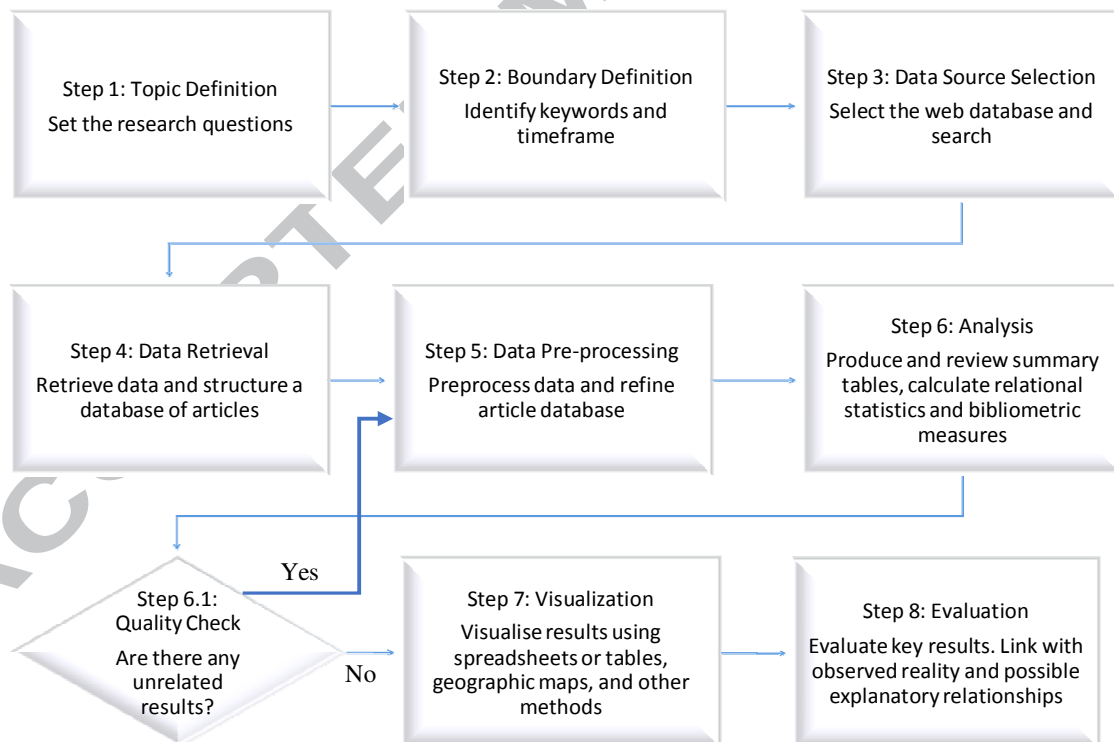 Step 1: Topic Definition
Set the research questions
Step 2: Boundary Definition
Identify keywords and
timeframe
Step 3: Data Source Selection
Select the web database and
search
Step 4: Data Retrieval
Retrieve data and structure a
database of articles
Step 5: Data Pre-processing
Preprocess data and refine
article database
Step 6: Analysis
Produce and review summary
tables, calculate relational
statistics and bibliometric
measures
Step 6.1:
Quality Check
Are there any
unrelated
results?
Yes
No
Step 7: Visualization
Visualise results using
spreadsheets or tables,
geographic maps, and other
methods
Step 8: Evaluation
Evaluate key results. Link with
observed reality and possible
explanatory relationships